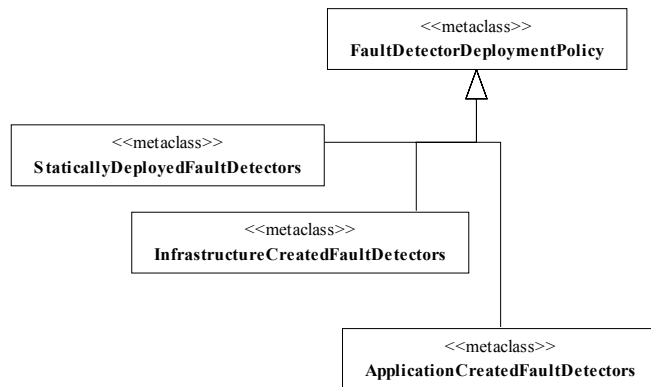 <<metaclass>>
FaultDetectorDeploymentPolicy
<<metaclass>>
StaticallyDeployedFaultDetectors
<<metaclass>>
InfrastructureCreatedFaultDetectors
<<metaclass>>
ApplicationCreatedFaultDetectors